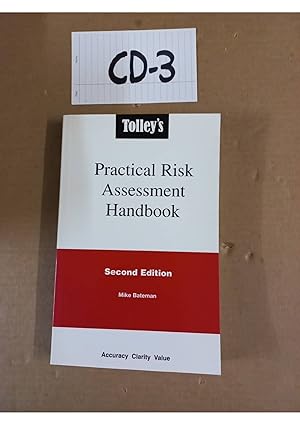 CD-3
Tolley's
Practical Risk
Assessment
Handbook
Second Edition
Mike Bateman
Accuracy Clarity Value